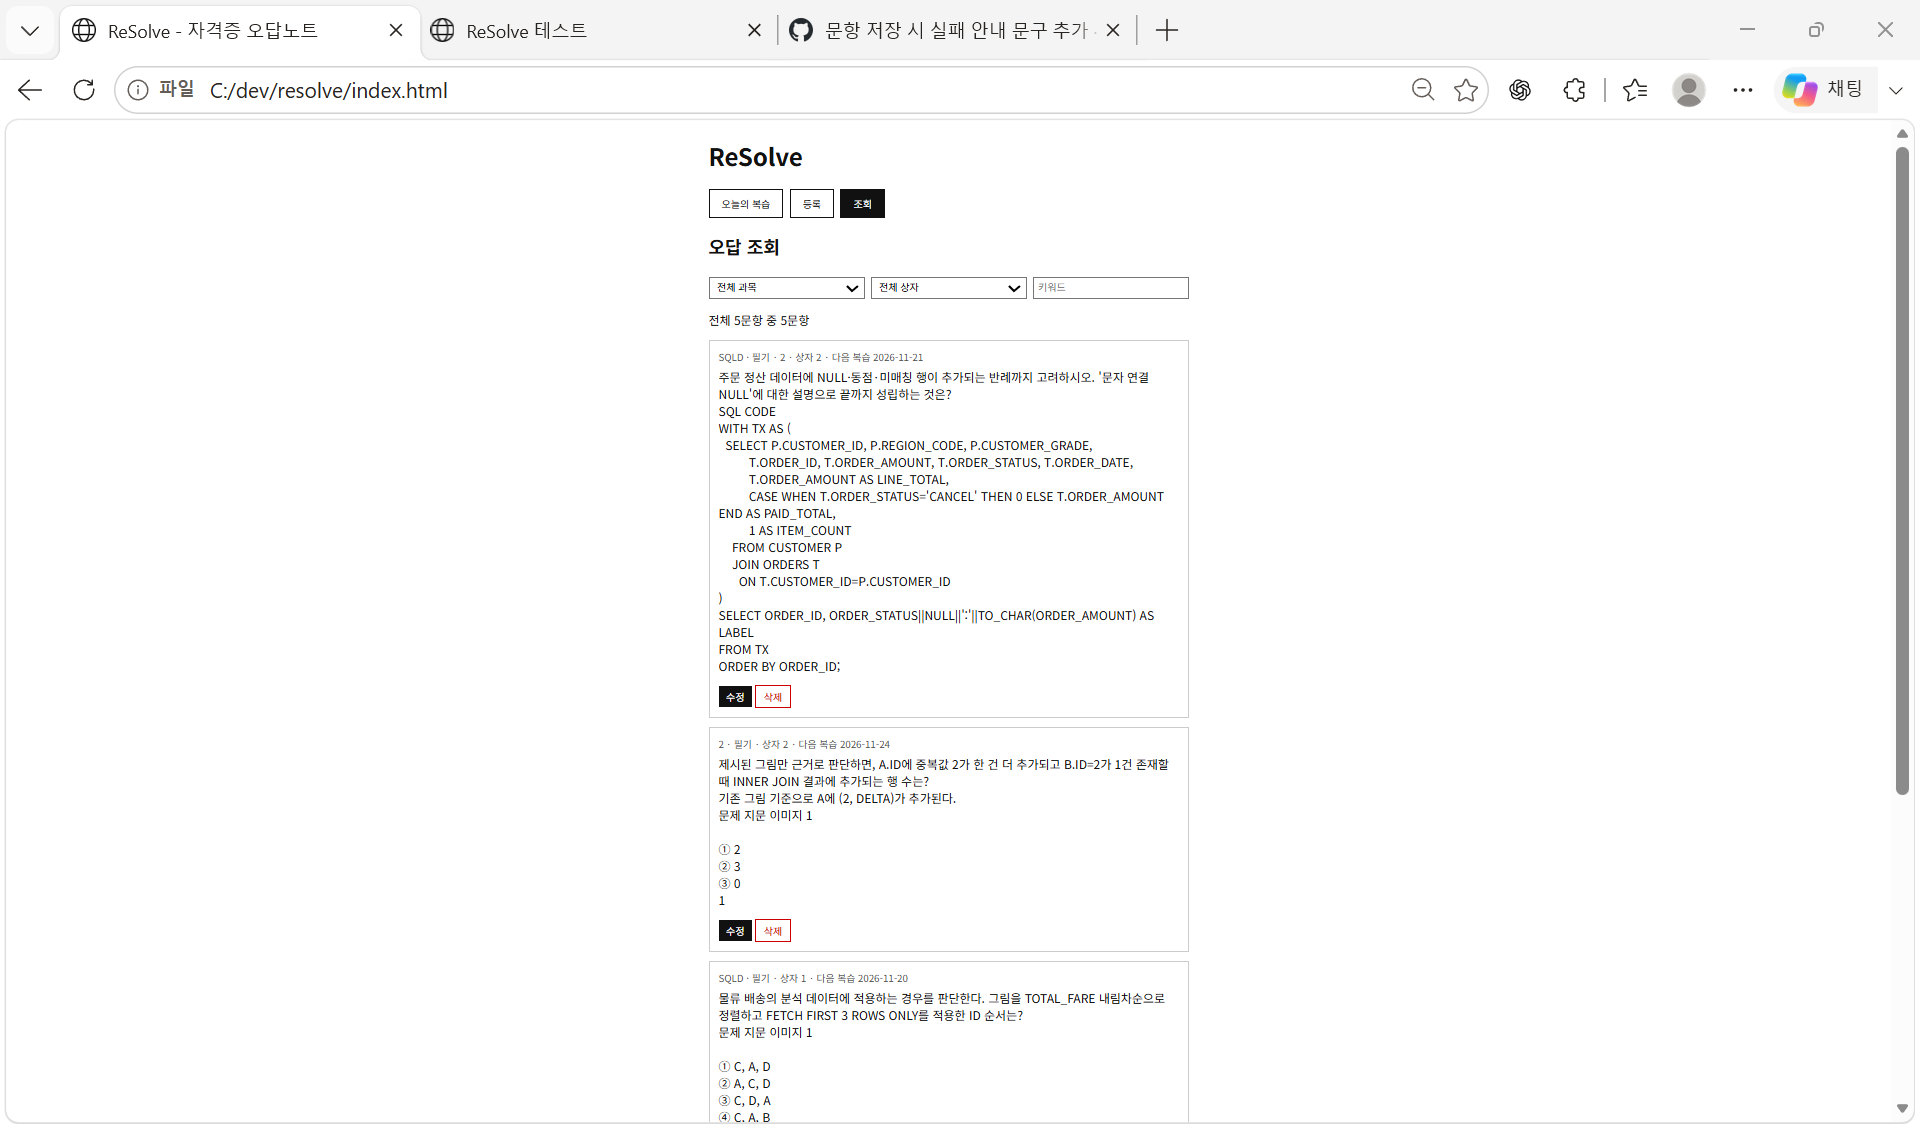 ReSolve - 자격증 오답노트
ReSolve 테스트
문항 저장 시 실패 안내 문구 추가
파일 C:/dev/resolve/index.html
채팅
ReSolve
오늘의 복습 등록 조회
오답 조회
전체 과목 전체 상자 키워드
전체 5문항 중 5문항
SQLD · 필기 · 2 · 상자 2 · 다음 복습 2026-11-21
주문 정산 데이터에 NULL·동점·미매칭 행이 추가되는 반례까지 고려하시오. '문자 연결
NULL'에 대한 설명으로 끝까지 성립하는 것은?
SQL CODE
WITH TX AS (
SELECT P.CUSTOMER_ID, P.REGION_CODE, P.CUSTOMER_GRADE,
T.ORDER_ID, T.ORDER_AMOUNT, T.ORDER_STATUS, T.ORDER_DATE,
T.ORDER_AMOUNT AS LINE_TOTAL,
CASE WHEN T.ORDER_STATUS='CANCEL' THEN 0 ELSE T.ORDER_AMOUNT
END AS PAID_TOTAL,
1 AS ITEM_COUNT
FROM CUSTOMER P
JOIN ORDERS T
ON T.CUSTOMER_ID=P.CUSTOMER_ID
)
SELECT ORDER_ID, ORDER_STATUS||NULL||':'||TO_CHAR(ORDER_AMOUNT) AS
LABEL
FROM TX
ORDER BY ORDER_ID;
수정 삭제
2 · 필기 · 상자 2 · 다음 복습 2026-11-24
제시된 그림만 근거로 판단하면, A.ID에 중복값 2가 한 건 더 추가되고 B.ID=2가 1건 존재할
때 INNER JOIN 결과에 추가되는 행 수는?
기존 그림 기준으로 A에 (2, DELTA)가 추가된다.
문제 지문 이미지 1
① 2
② 3
③ 0
1
수정 삭제
SQLD · 필기 · 상자 1 · 다음 복습 2026-11-20
물류 배송의 분석 데이터에 적용하는 경우를 판단한다. 그림을 TOTAL_FARE 내림차순으로
정렬하고 FETCH FIRST 3 ROWS ONLY를 적용한 ID 순서는?
문제 지문 이미지 1
① C, A, D
② A, C, D
③ C, D, A
④ C, A, B